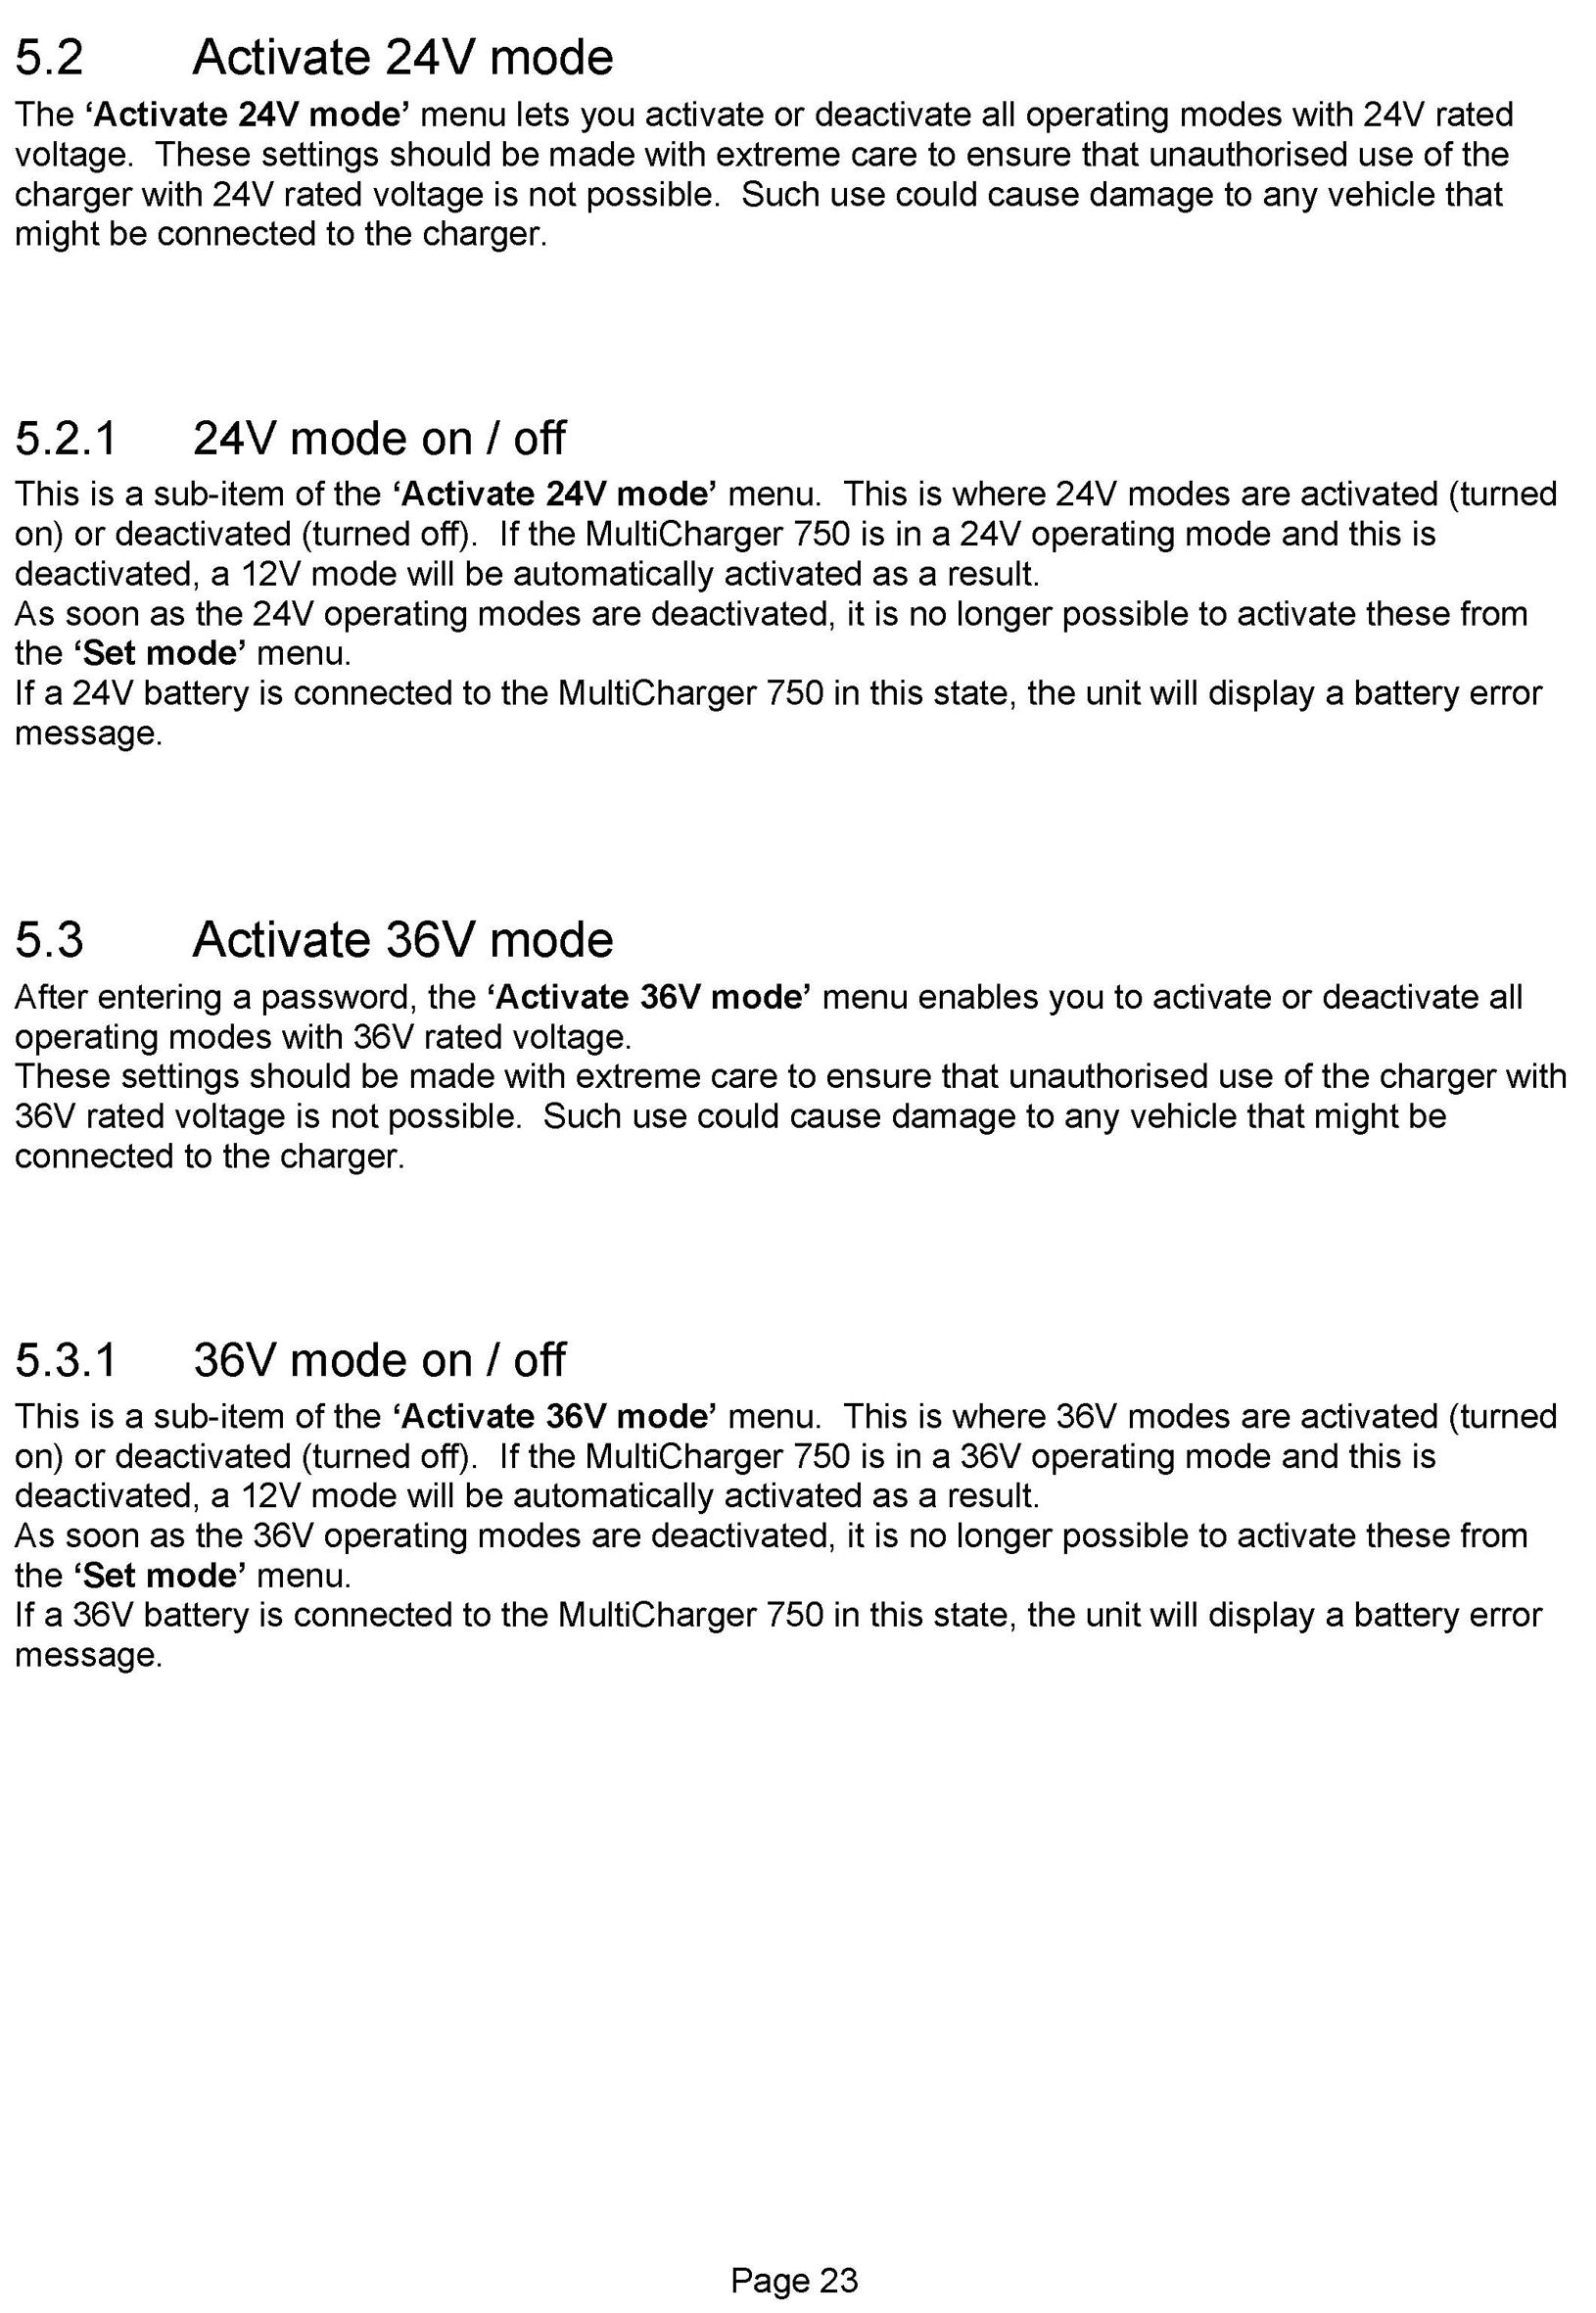 5.2 Activate 24V mode
The ‘Activate 24V mode’ menu lets you activate or deactivate all operating modes with 24V rated
voltage.  These settings should be made with extreme care to ensure that unauthorised use of the
charger with 24V rated voltage is not possible.  Such use could cause damage to any vehicle that
might be connected to the charger.
5.2.1 24V mode on / off
This is a sub-item of the ‘Activate 24V mode’ menu.  This is where 24V modes are activated (turned
on) or deactivated (turned off).  If the MultiCharger 750 is in a 24V operating mode and this is
deactivated, a 12V mode will be automatically activated as a result.
As soon as the 24V operating modes are deactivated, it is no longer possible to activate these from
the ‘Set mode’ menu.
If a 24V battery is connected to the MultiCharger 750 in this state, the unit will display a battery error
message.
5.3 Activate 36V mode
After entering a password, the ‘Activate 36V mode’ menu enables you to activate or deactivate all
operating modes with 36V rated voltage.
These settings should be made with extreme care to ensure that unauthorised use of the charger with
36V rated voltage is not possible.  Such use could cause damage to any vehicle that might be
connected to the charger.
5.3.1 36V mode on / off
This is a sub-item of the ‘Activate 36V mode’ menu.  This is where 36V modes are activated (turned
on) or deactivated (turned off).  If the MultiCharger 750 is in a 36V operating mode and this is
deactivated, a 12V mode will be automatically activated as a result.
As soon as the 36V operating modes are deactivated, it is no longer possible to activate these from
the ‘Set mode’ menu.
If a 36V battery is connected to the MultiCharger 750 in this state, the unit will display a battery error
message.
Page 23